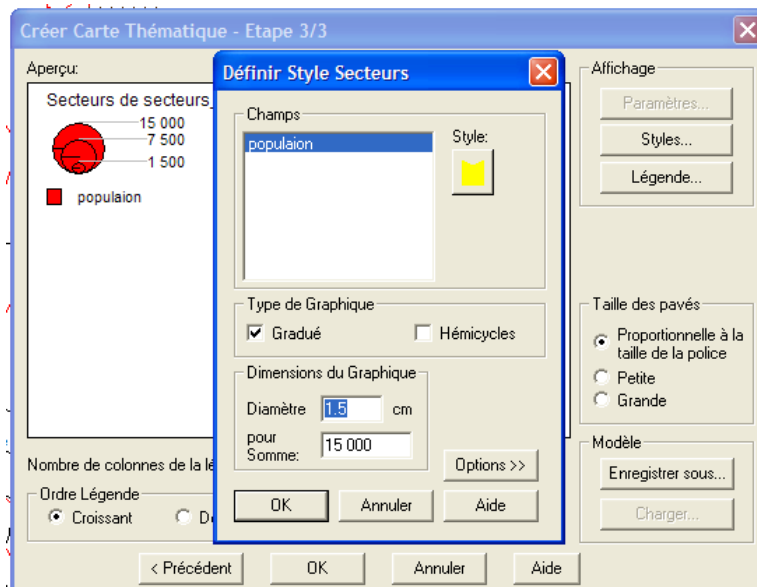 Créer Carte Thématique - Etape 3/3
Aperçu:
Secteurs de secteurs_
15 000
7 500
1 500
populaion
Nombre de colonnes de la lé
Ordre Légende
Croissant
< Précédent
OK
Annuler
Aide
Définir Style Secteurs
Champs
populaion
Style:
Type de Graphique
Gradué
Hémicycles
Dimensions du Graphique
Diamètre 1.5 cm
pour
Somme: 15 000
Options >>
OK
Annuler
Aide
Affichage
Paramètres...
Styles...
Légende...
Taille des pavés
Proportionnelle à la
taille de la police
Petite
Grande
Modèle
Enregistrer sous...
Charger...